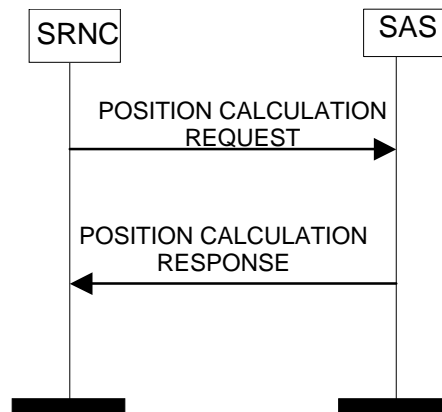 SRNC
SAS
POSITION CALCULATION
REQUEST
POSITION CALCULATION
RESPONSE